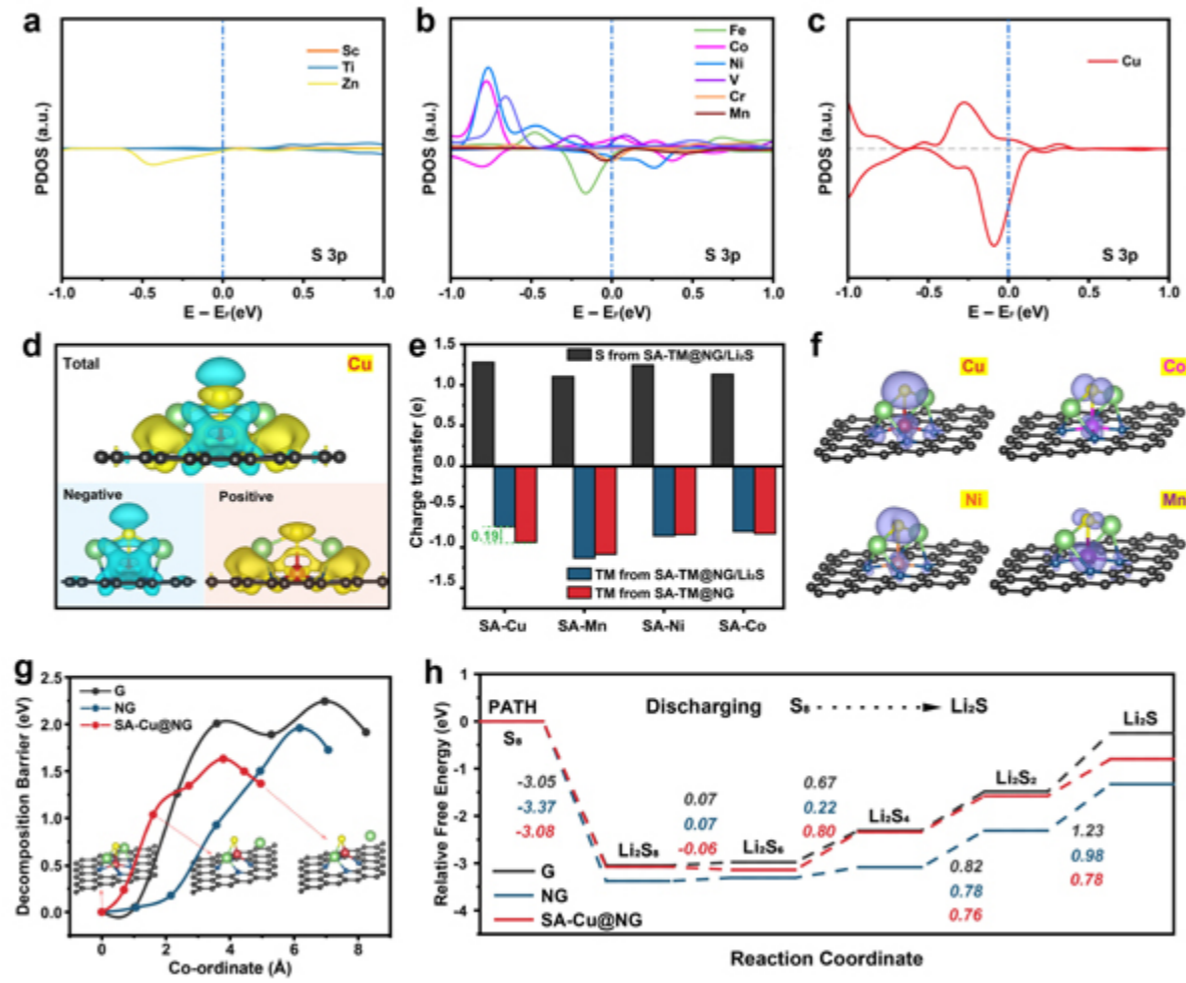 a
Sc
Ti
Zn
PDOS (a.u.)
S 3p
-1.0
-0.5
0.0
0.5
1.0
E – EF(eV)
b
Fe
Co
Ni
V
Cr
Mn
PDOS (a.u.)
S 3p
-1.0
-0.5
0.0
0.5
1.0
E – EF(eV)
c
Cu
PDOS (a.u.)
S 3p
-1.0
-0.5
0.0
0.5
1.0
E – EF(eV)
d
Total
Cu
Negative
Positive
e
Charge transfer (e)
1.5
1.0
0.5
0.0
-0.5
-1.0
-1.5
S from SA-TM@NG/Li₂S
0.19
TM from SA-TM@NG/Li₂S
TM from SA-TM@NG
SA-Cu
SA-Mn
SA-Ni
SA-Co
f
Cu
Co
Ni
Mn
g
Decomposition Barrier (eV)
2.5
2.0
1.5
1.0
0.5
0.0
G
NG
SA-Cu@NG
0
2
4
6
8
Co-ordinate (Å)
h
Relative Free Energy (eV)
1
0
-1
-2
-3
-4
PATH
Discharging
S₈
Li₂S
S₈
-3.05
-3.37
-3.08
Li₂S₈
0.07
0.07
-0.06
Li₂S₆
0.67
0.22
0.80
Li₂S₄
0.82
0.78
0.76
Li₂S₂
1.23
0.98
0.78
Li₂S
G
NG
SA-Cu@NG
Reaction Coordinate